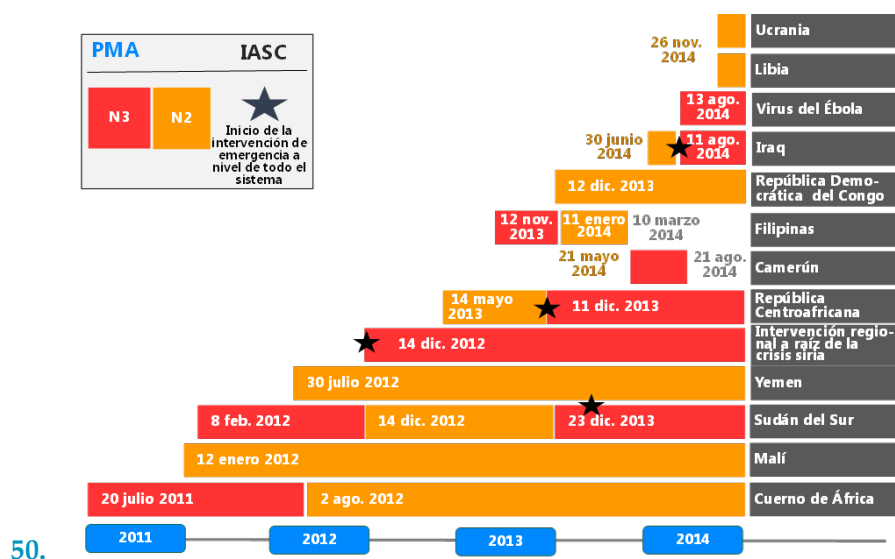 PMA
IASC
N3
N2
Inicio de la
intervención de
emergencia a
nivel de todo el
sistema
26 nov.
2014
Ucrania
Libia
13 ago.
2014
Virus del Ébola
30 junio
2014
11 ago.
2014
Iraq
12 dic. 2013
República Demo-
crática del Congo
12 nov.
2013
11 enero
2014
10 marzo
2014
Filipinas
21 mayo
2014
21 ago.
2014
Camerún
14 mayo
2013
11 dic. 2013
República
Centroafricana
14 dic. 2012
Intervención regio-
nal a raíz de la
crisis siria
30 julio 2012
Yemen
8 feb. 2012
14 dic. 2012
23 dic. 2013
Sudán del Sur
12 enero 2012
Malí
20 julio 2011
2 ago. 2012
Cuerno de África
2011
2012
2013
2014
50.